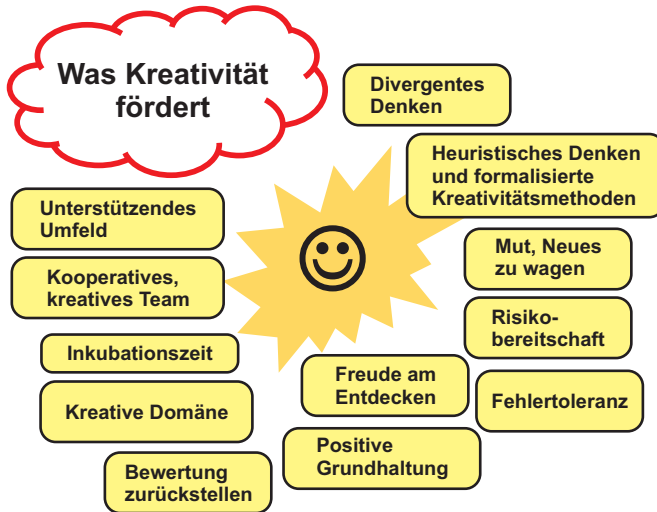 Was Kreativität
fördert
Divergentes
Denken
Heuristisches Denken
und formalisierte
Kreativitätsmethoden
Unterstützendes
Umfeld
Mut, Neues
zu wagen
Kooperatives,
kreatives Team
Risiko-
bereitschaft
Inkubationszeit
Freude am
Entdecken
Fehlertoleranz
Kreative Domäne
Positive
Grundhaltung
Bewertung
zurückstellen